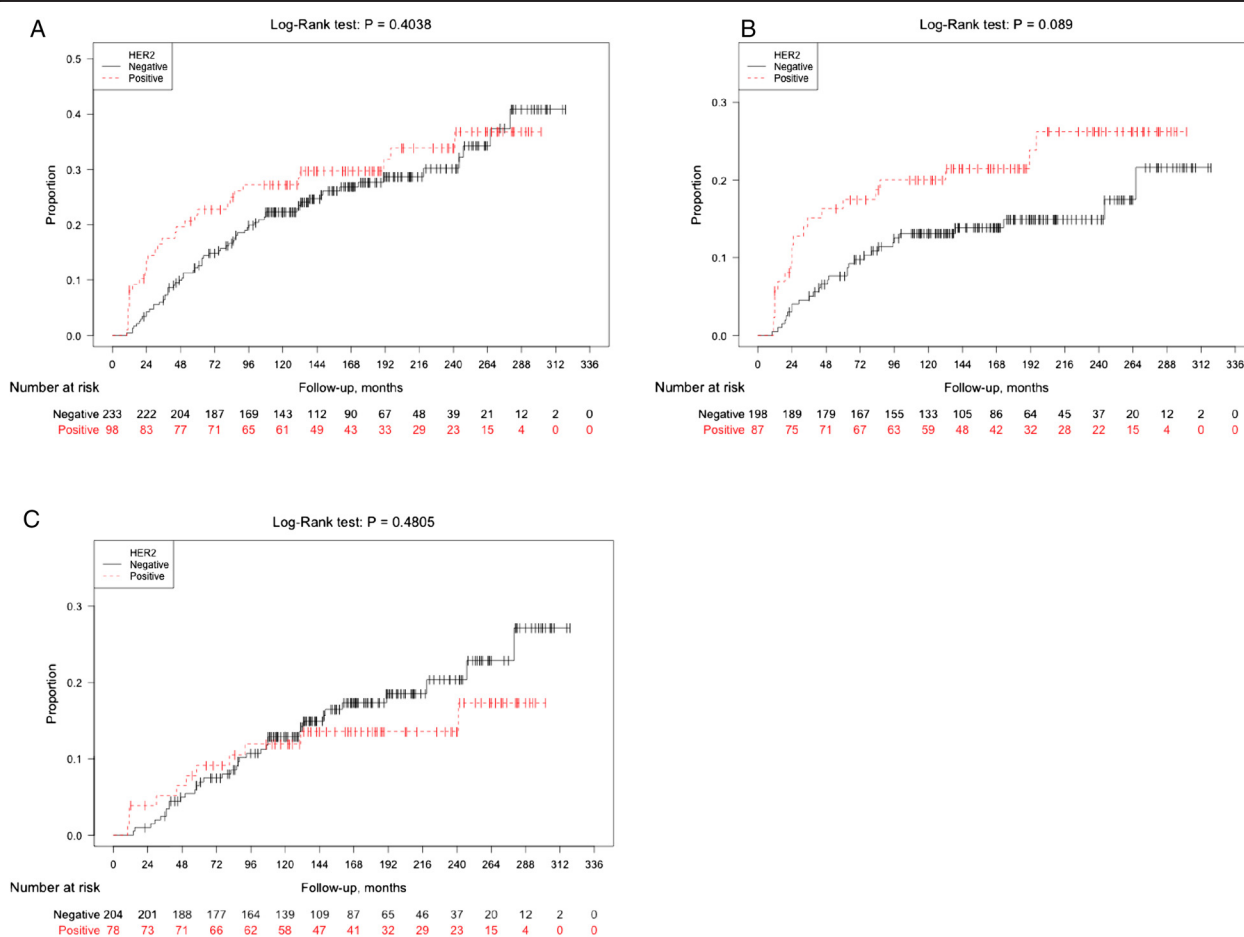 A
Log-Rank test: P = 0.4038
HER2
Negative
Positive
0.5
0.4
0.3
0.2
0.1
0.0
Proportion
0 24 48 72 96 120 144 168 192 216 240 264 288 312 336
Number at risk
Follow-up, months
Negative 233 222 204 187 169 143 112 90 67 48 39 21 12 2 0
Positive 98 83 77 71 65 61 49 43 33 29 23 15 4 0 0
B
Log-Rank test: P = 0.089
HER2
Negative
Positive
0.3
0.2
0.1
0.0
Proportion
0 24 48 72 96 120 144 168 192 216 240 264 288 312 336
Number at risk
Follow-up, months
Negative 198 189 179 167 155 133 105 86 64 45 37 20 12 2 0
Positive 87 75 71 67 63 59 48 42 32 28 22 15 4 0 0
C
Log-Rank test: P = 0.4805
HER2
Negative
Positive
0.3
0.2
0.1
0.0
Proportion
0 24 48 72 96 120 144 168 192 216 240 264 288 312 336
Number at risk
Follow-up, months
Negative 204 201 188 177 164 139 109 87 65 46 37 20 12 2 0
Positive 78 73 71 66 62 58 47 41 32 29 23 15 4 0 0